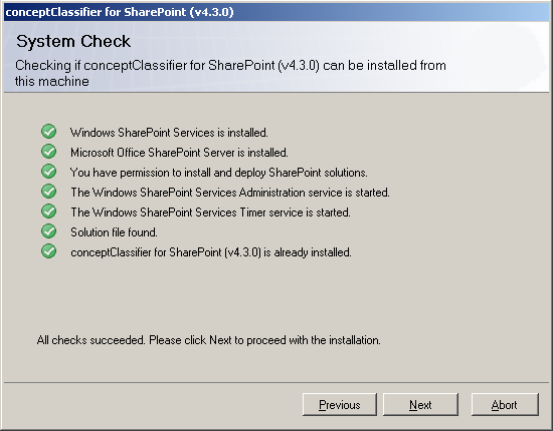 conceptClassifier for SharePoint (v4.3.0)
System Check
Checking if conceptClassifier for SharePoint (v4.3.0) can be installed from
this machine
Windows SharePoint Services is installed.
Microsoft Office SharePoint Server is installed.
You have permission to install and deploy SharePoint solutions.
The Windows SharePoint Services Administration service is started.
The Windows SharePoint Services Timer service is started.
Solution file found.
conceptClassifier for SharePoint (v4.3.0) is already installed.
All checks succeeded. Please click Next to proceed with the installation.
Previous Next Abort